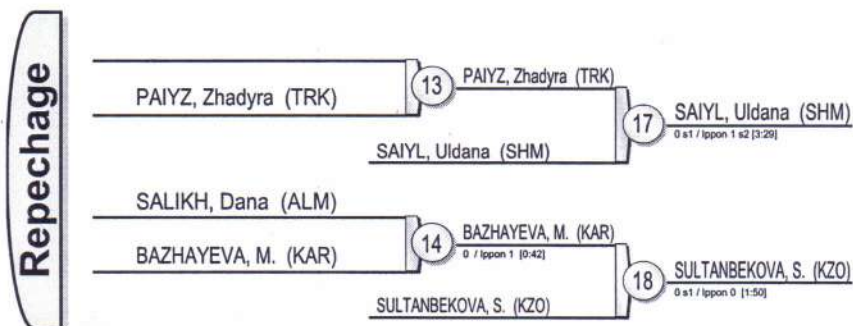 Repechage
PAIYZ, Zhadyra (TRK)
13
PAIYZ, Zhadyra (TRK)
SAIYL, Uldana (SHM)
17
SAIYL, Uldana (SHM)
0 s1 / Ippon 1 s2 [3:29]
SALIKH, Dana (ALM)
BAZHAYEVA, M. (KAR)
14
BAZHAYEVA, M. (KAR)
0 / Ippon 1 [0:42]
SULTANBEKOVA, S. (KZO)
18
SULTANBEKOVA, S. (KZO)
0 s1 / Ippon 0 [1:50]